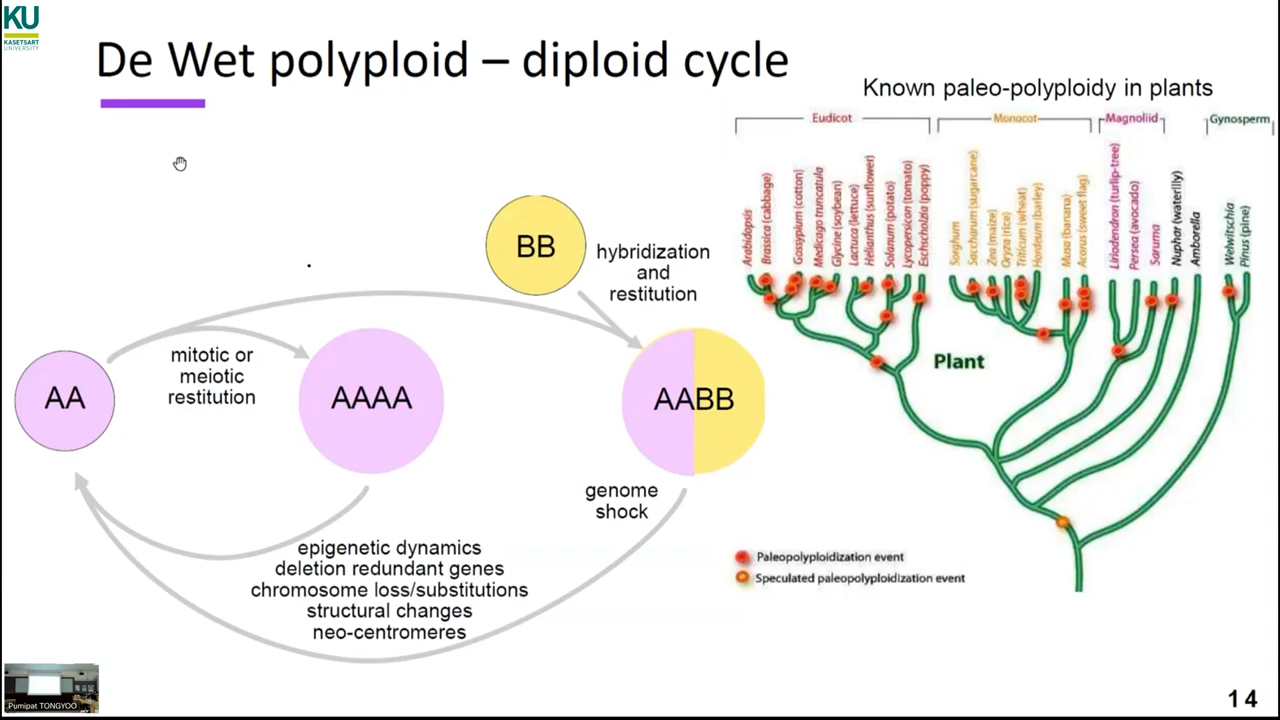 KU
KASETSART
UNIVERSITY
De Wet polyploid – diploid cycle
Known paleo-polyploidy in plants
Eudicot
Monocot
Magnoliid
Gynosperm
Arabidopsis
Brassica (cabbage)
Gossypium (cotton)
Medicago truncatula
Glycine (soybean)
Lactuca (lettuce)
Helianthus (sunflower)
Solanum (potato)
Lycopersicon (tomato)
Eschscholzia (poppy)
Sorghum
Saccharum (sugarcane)
Zea (maize)
Oryza (rice)
Triticum (wheat)
Hordeum (barley)
Musa (banana)
Acorus (sweet flag)
Liriodendron (turlip-tree)
Persea (avocado)
Saruma
Nuphar (waterlily)
Amborella
Welwitschia
Pinus (pine)
BB
hybridization
and
restitution
mitotic or
meiotic
restitution
AA
AAAA
AABB
Plant
genome
shock
epigenetic dynamics
deletion redundant genes
chromosome loss/substitutions
structural changes
neo-centromeres
Paleopolyploidization event
Speculated paleopolyploidization event
Pumipat TONGYOO
14